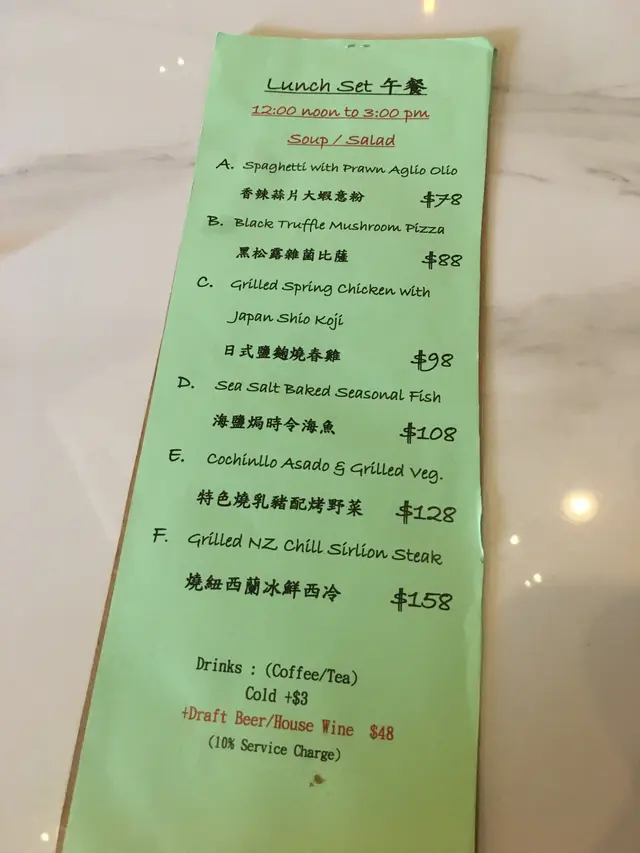 Lunch Set 午餐
12:00 noon to 3:00 pm
Soup / Salad
A. Spaghetti with Prawn Aglio Olio
香辣蒜片大蝦意粉 $78
B. Black Truffle Mushroom Pizza
黑松露雜菌比薩 $88
C. Grilled Spring Chicken with
Japan Shio Koji
日式鹽麴燒春雞 $98
D. Sea Salt Baked Seasonal Fish
海鹽焗時令海魚 $108
E. Cochinllo Asado & Grilled Veg.
特色燒乳豬配烤野菜 $128
F. Grilled NZ Chill Sirlion Steak
燒紐西蘭冰鮮西冷 $158
Drinks : (Coffee/Tea)
Cold +$3
+Draft Beer/House Wine $48
(10% Service Charge)